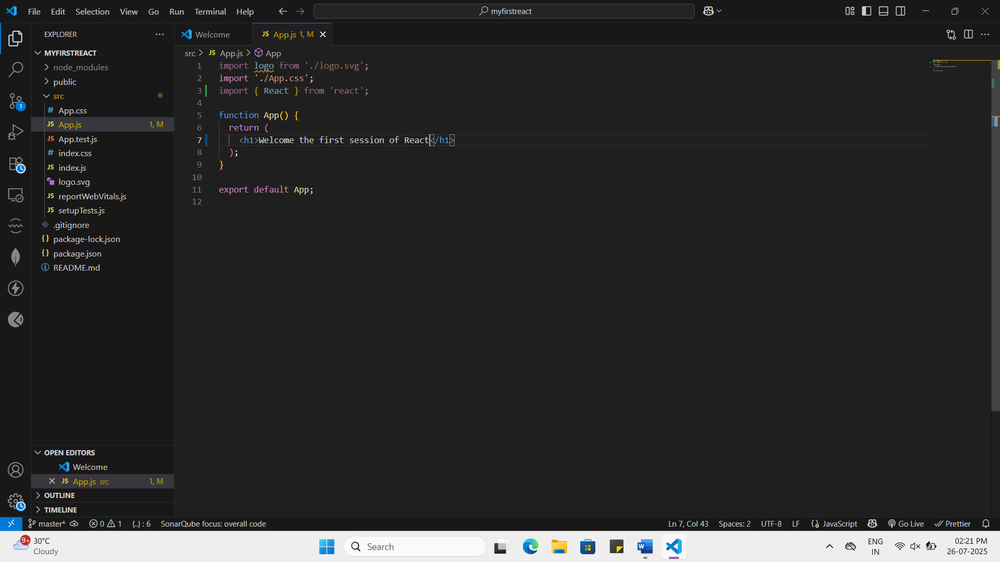 File Edit Selection View Go Run Terminal Help
myfirstreact
EXPLORER
MYFIRSTREACT
node_modules
public
src
App.css
App.js 1, M
App.test.js
index.css
index.js
logo.svg
reportWebVitals.js
setupTests.js
.gitignore
package-lock.json
package.json
README.md
OPEN EDITORS
Welcome
App.js src 1, M
OUTLINE
TIMELINE
Welcome
JS App.js 1, M
src > JS App.js > App
1 import logo from './logo.svg';
2 import './App.css';
3 import { React } from 'react';
4
5 function App() {
6 return (
7 <h1>Welcome the first session of React</h1>
8 );
9 }
10
11 export default App;
12
master* 0 1 {..} : 6 SonarQube focus: overall code
Ln 7, Col 43 Spaces: 2 UTF-8 LF JavaScript Go Live Prettier
9+ 30°C
Cloudy
Search
ENG
IN
02:21 PM
26-07-2025